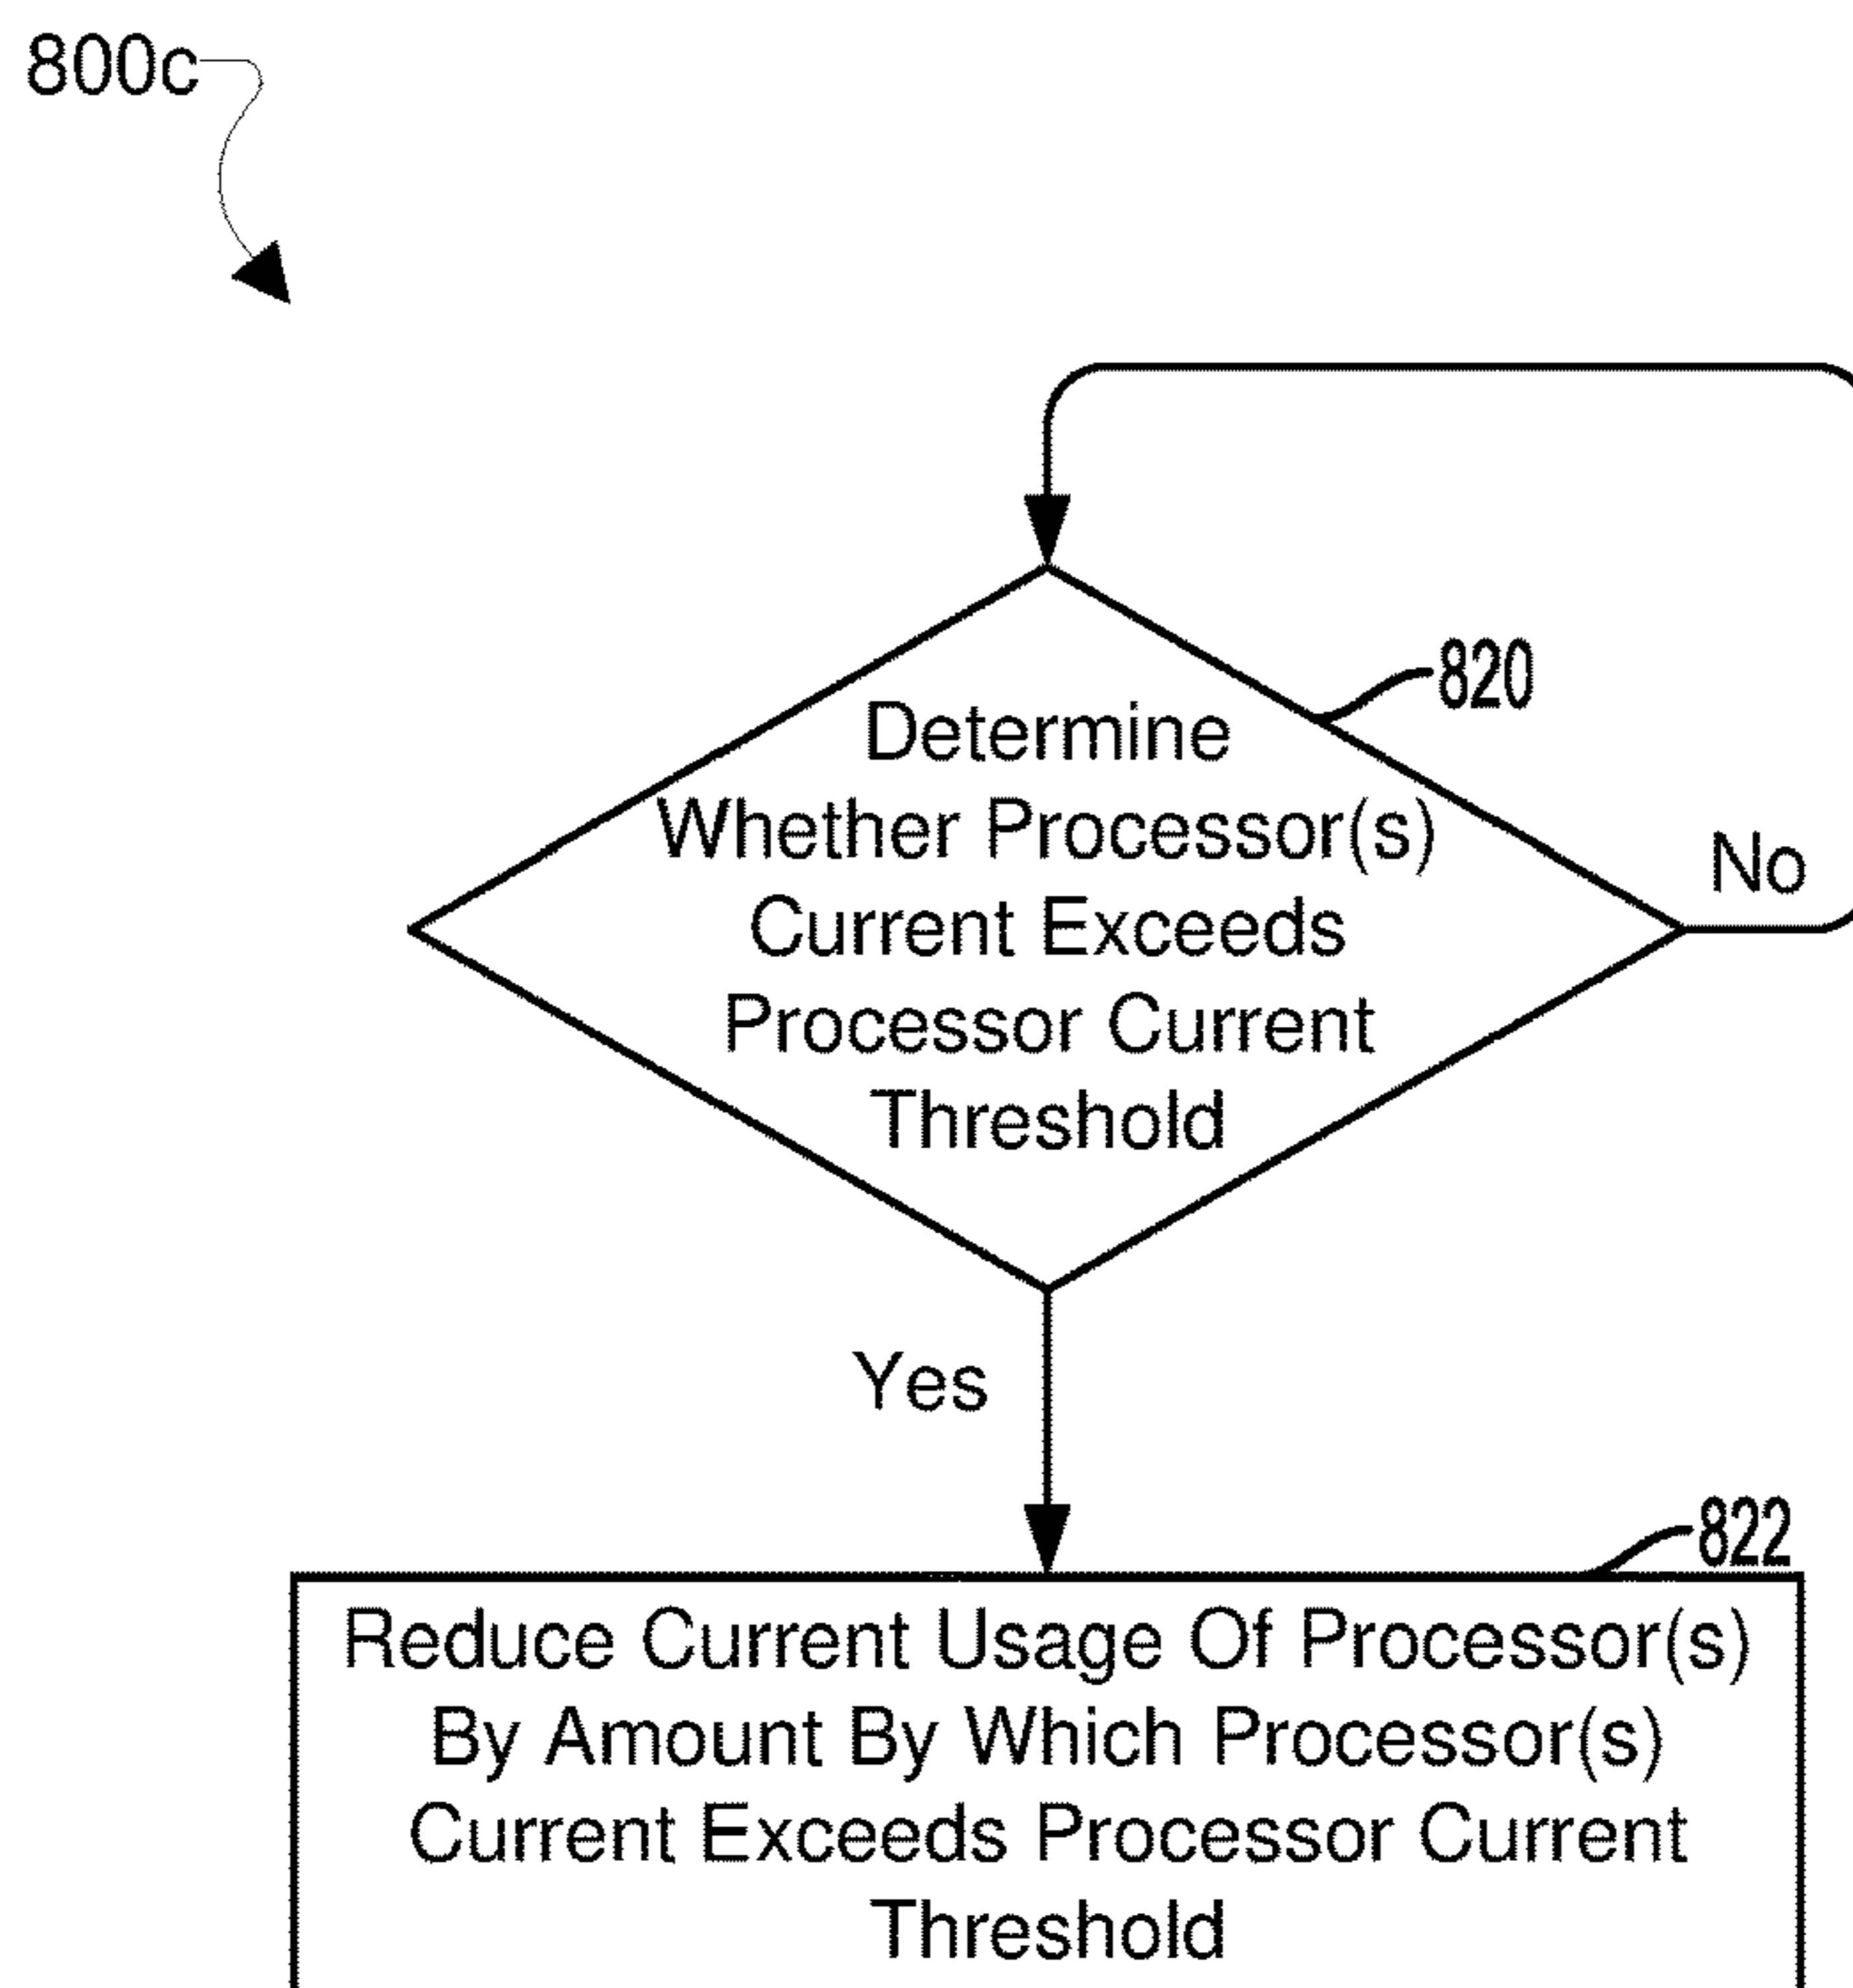 800c
820
Determine
Whether Processor(s)
Current Exceeds
Processor Current
Threshold
No
Yes
822
Reduce Current Usage Of Processor(s)
By Amount By Which Processor(s)
Current Exceeds Processor Current
Threshold